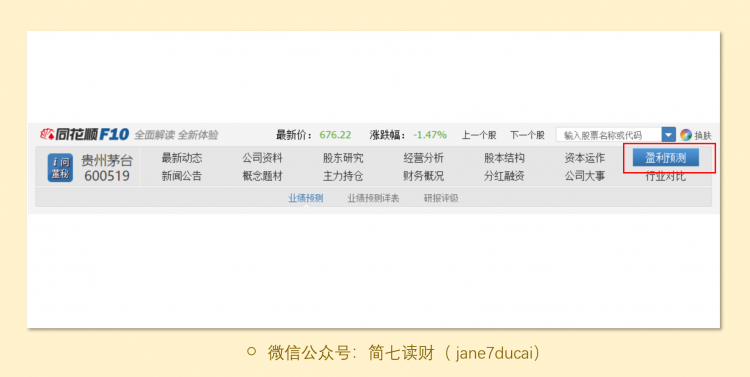 同花顺F10 全面解读 全新体验 最新价: 676.22 涨跌幅: -1.47% 上一个股 下一个股 输入股票名称或代码 换肤
i 问 董秘 贵州茅台 600519
最新动态 公司资料 股东研究 经营分析 股本结构 资本运作 盈利预测
新闻公告 概念题材 主力持仓 财务概况 分红融资 公司大事 行业对比
业绩预测 业绩预测详表 研报评级
微信公众号：简七读财（jane7ducai）